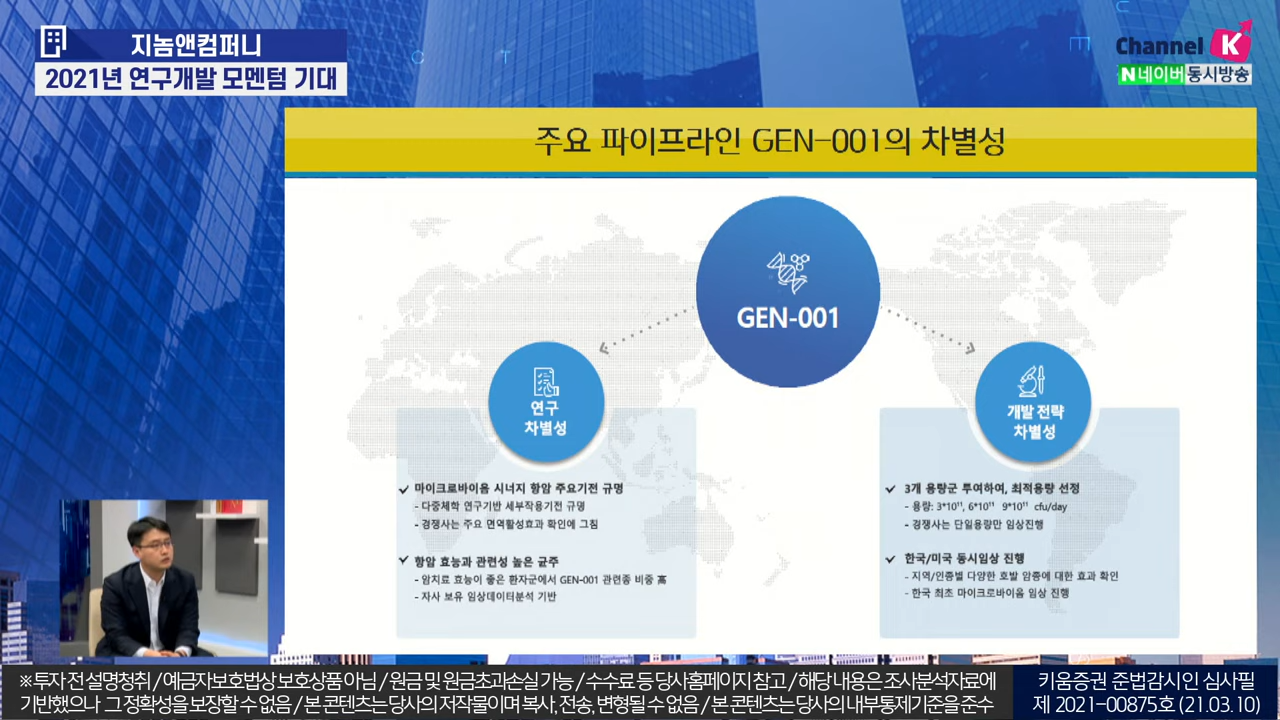 지놈앤컴퍼니
2021년 연구개발 모멘텀 기대
Channel K
N 네이버 동시방송
주요 파이프라인 GEN-001의 차별성
GEN-001
연구
차별성
마이크로바이옴 시너지 항암 주요기전 규명
- 다중체학 연구기반 세부작용기전 규명
- 경쟁사는 주요 면역활성효과 확인에 그침
항암 효능과 관련성 높은 균주
- 암치료 효능이 좋은 환자군에서 GEN-001 관련종 비중 高
- 자사 보유 임상데이터분석 기반
개발 전략
차별성
3개 용량군 투여하여, 최적용량 선정
- 용량: 3*10¹¹, 6*10¹¹ 9*10¹¹ cfu/day
- 경쟁사는 단일용량만 임상진행
한국/미국 동시임상 진행
- 지역/인종별 다양한 호발 암종에 대한 효과 확인
- 한국 최초 마이크로바이옴 임상 진행
※투자 전 설명청취 / 예금자보호법상 보호상품 아님 / 원금 및 원금초과손실 가능 / 수수료 등 당사홈페이지 참고 / 해당 내용은 조사분석자료에
기반했으나 그 정확성을 보장할 수 없음 / 본 콘텐츠는 당사의 저작물이며 복사, 전송, 변형될 수 없음 / 본 콘텐츠는 당사의 내부통제기준을 준수
키움증권 준법감시인 심사필
제 2021-00875호 (21.03.10)